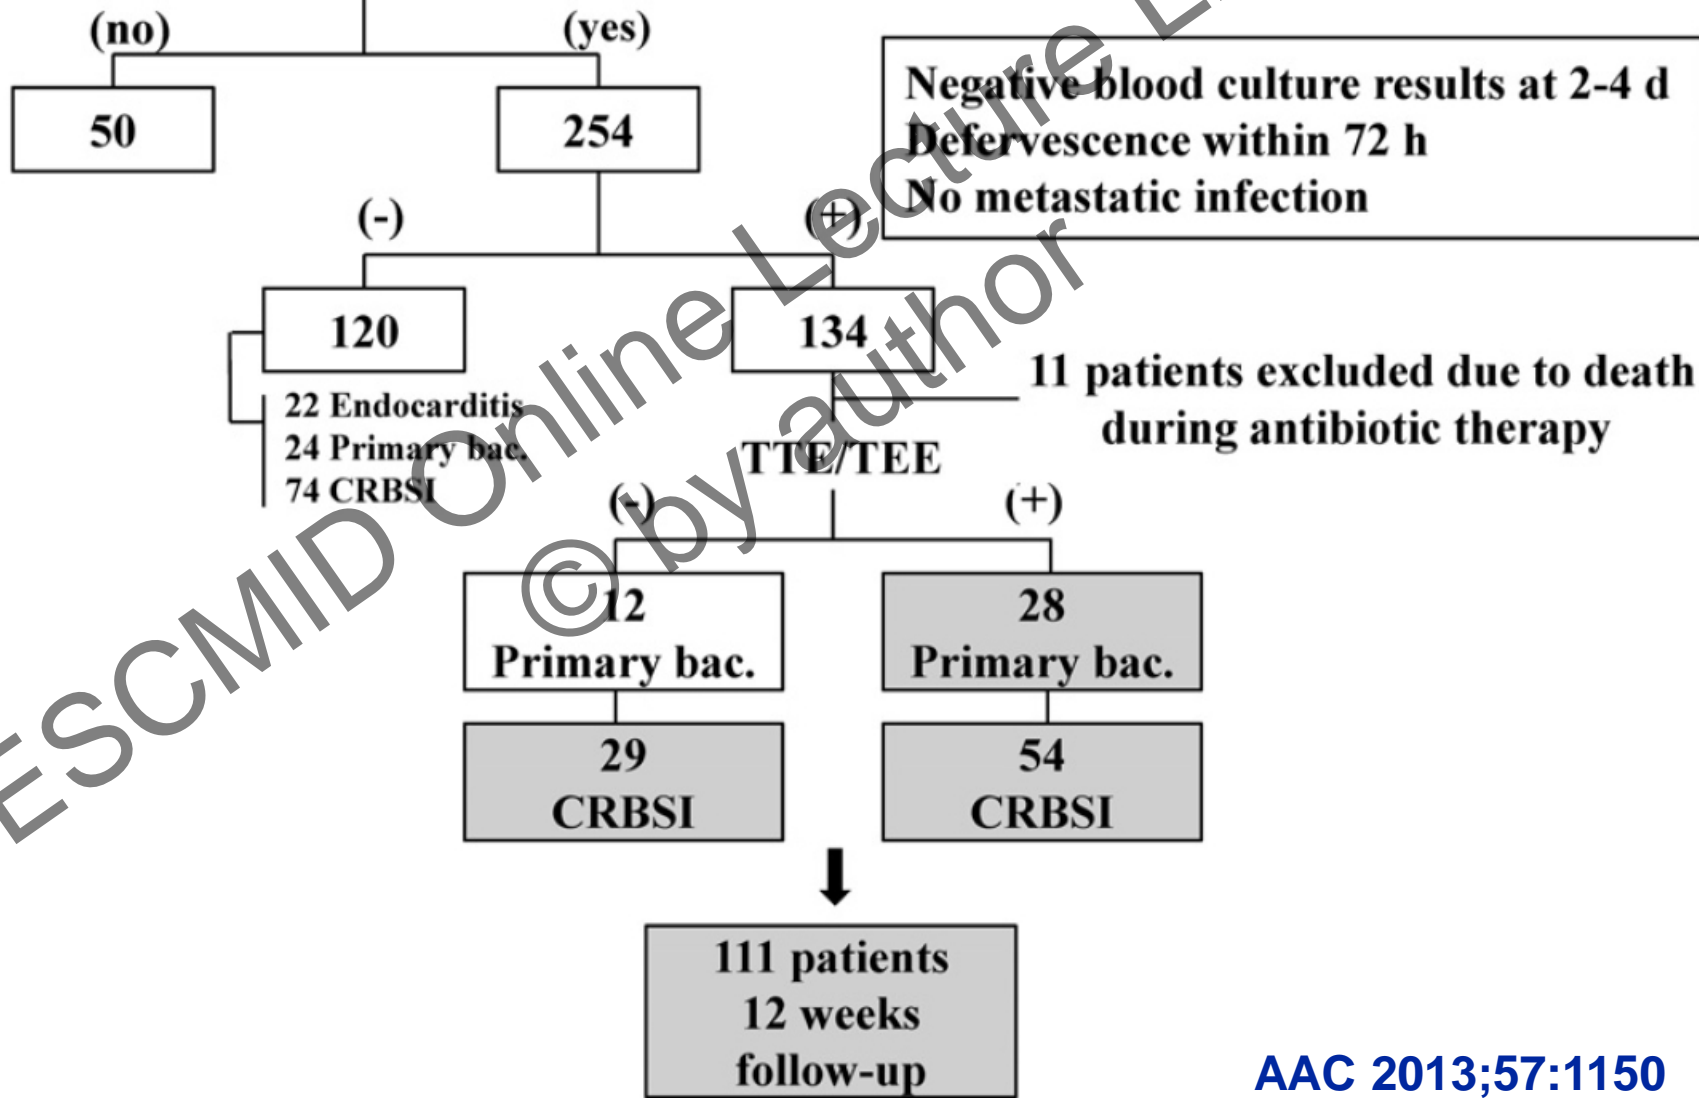 (no)
(yes)
50
254
Negative blood culture results at 2-4 d
Defervescence within 72 h
No metastatic infection
(-)
(+)
120
134
22 Endocarditis
24 Primary bac.
74 CRBSI
11 patients excluded due to death
during antibiotic therapy
TTE/TEE
(-)
(+)
12
Primary bac.
28
Primary bac.
29
CRBSI
54
CRBSI
111 patients
12 weeks
follow-up
AAC 2013;57:1150
ESCMID Online Lecture L
© by author